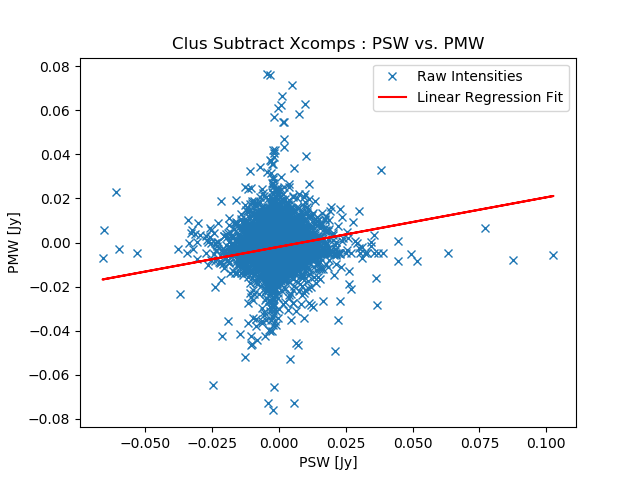 Clus Subtract Xcomps : PSW vs. PMW
Raw Intensities
Linear Regression Fit
0.08
0.06
0.04
0.02
0.00
−0.02
−0.04
−0.06
−0.08
PMW [Jy]
−0.050 −0.025 0.000 0.025 0.050 0.075 0.100
PSW [Jy]